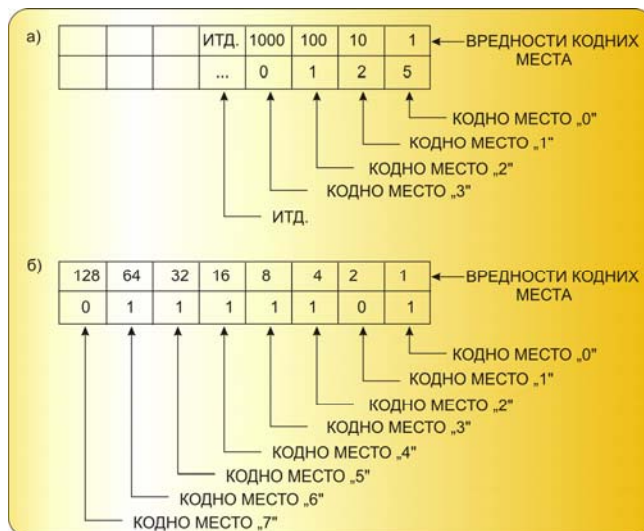 а)
ИТД. 1000 100 10 1 ВРЕДНОСТИ КОДНИХ
МЕСТА
... 0 1 2 5
КОДНО МЕСТО „0"
КОДНО МЕСТО „1"
КОДНО МЕСТО „2"
КОДНО МЕСТО „3"
ИТД.
б)
128 64 32 16 8 4 2 1 ВРЕДНОСТИ КОДНИХ
МЕСТА
0 1 1 1 1 1 0 1
КОДНО МЕСТО „0"
КОДНО МЕСТО „1"
КОДНО МЕСТО „2"
КОДНО МЕСТО „3"
КОДНО МЕСТО „4"
КОДНО МЕСТО „5"
КОДНО МЕСТО „6"
КОДНО МЕСТО „7"